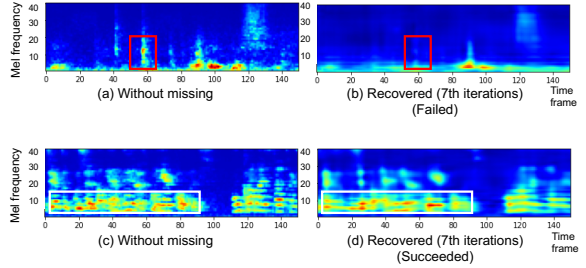 Mel frequency
40
30
20
10
0 20 40 60 80 100 120 140
(a) Without missing
40
30
20
10
0 20 40 60 80 100 120 140
Time
frame
(b) Recovered (7th iterations)
(Failed)
Mel frequency
40
30
20
10
0 20 40 60 80 100 120 140
(c) Without missing
40
30
20
10
0 20 40 60 80 100 120 140
Time
frame
(d) Recovered (7th iterations)
(Succeeded)